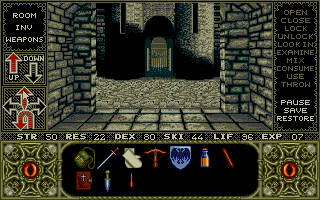 ROOM
INV
WEAPONS
UP
DOWN
OPEN
CLOSE
LOCK
UNLOCK
LOOK IN
EXAMINE
MIX
CONSUME
USE
THROW
PAUSE
SAVE
RESTORE
STR 30 RES 22 DEX 80 SKI 44 LIF 36 EXP 07